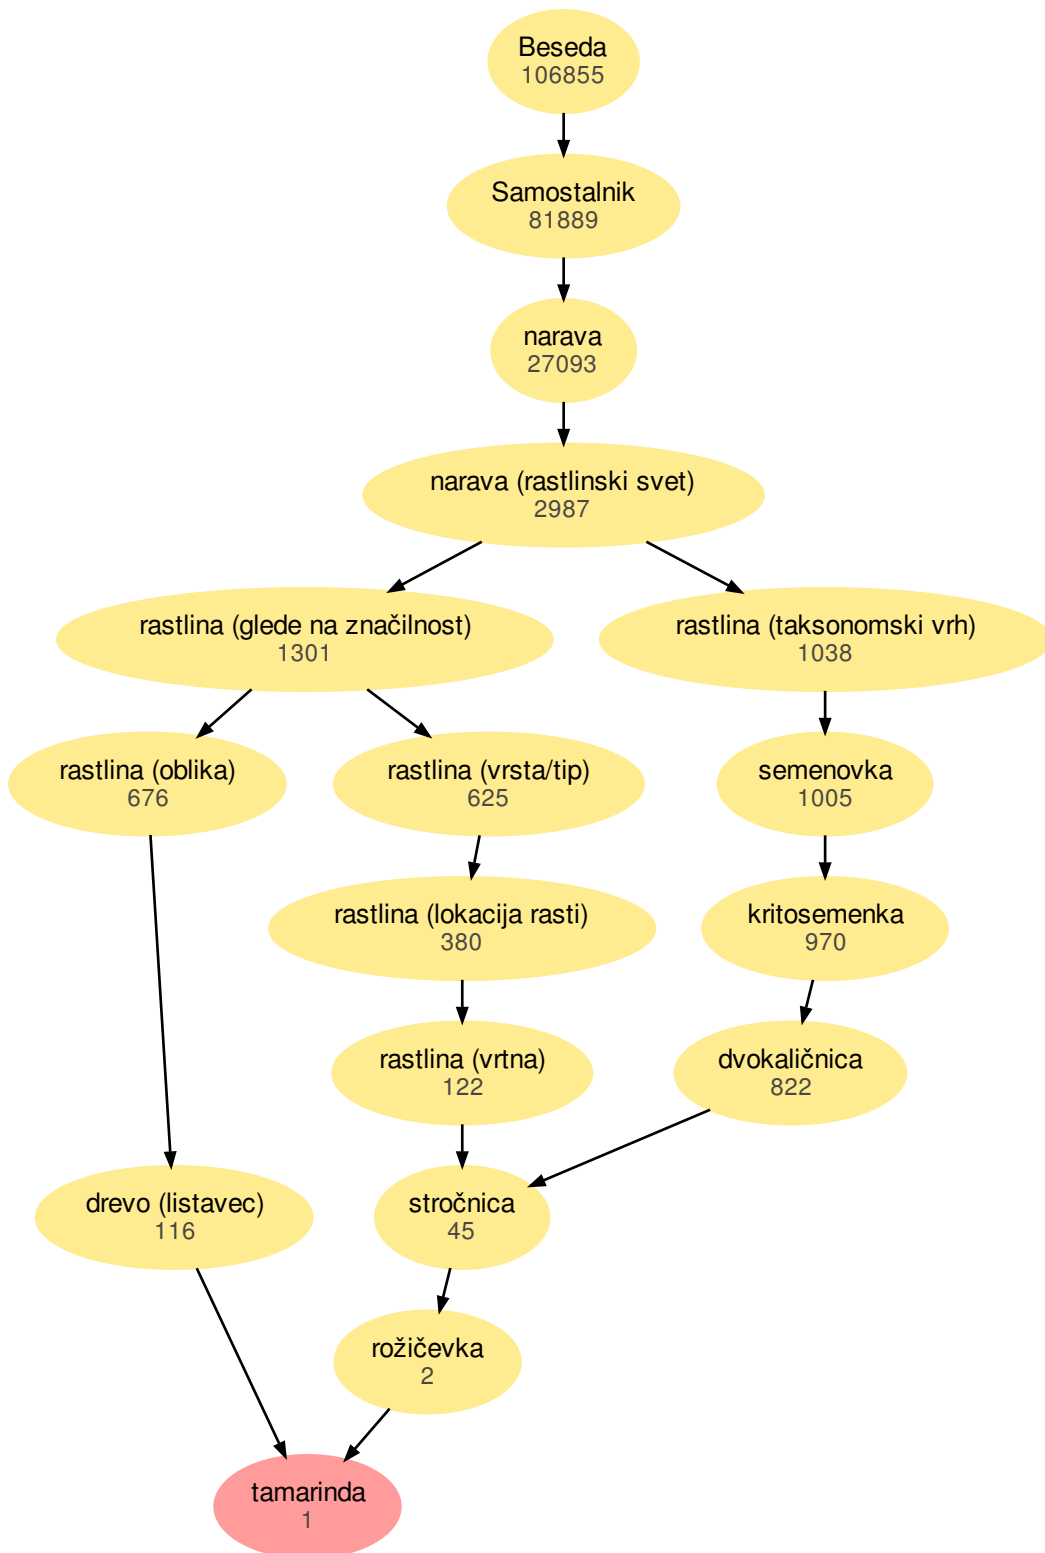 Beseda
106855
Samostalnik
81889
narava
27093
narava (rastlinski svet)
2987
rastlina (glede na značilnost)
1301
rastlina (taksonomski vrh)
1038
rastlina (oblika)
676
rastlina (vrsta/tip)
625
semenovka
1005
rastlina (lokacija rasti)
380
kritosemenka
970
rastlina (vrtna)
122
dvokaličnica
822
drevo (listavec)
116
stročnica
45
rožičevka
2
tamarinda
1